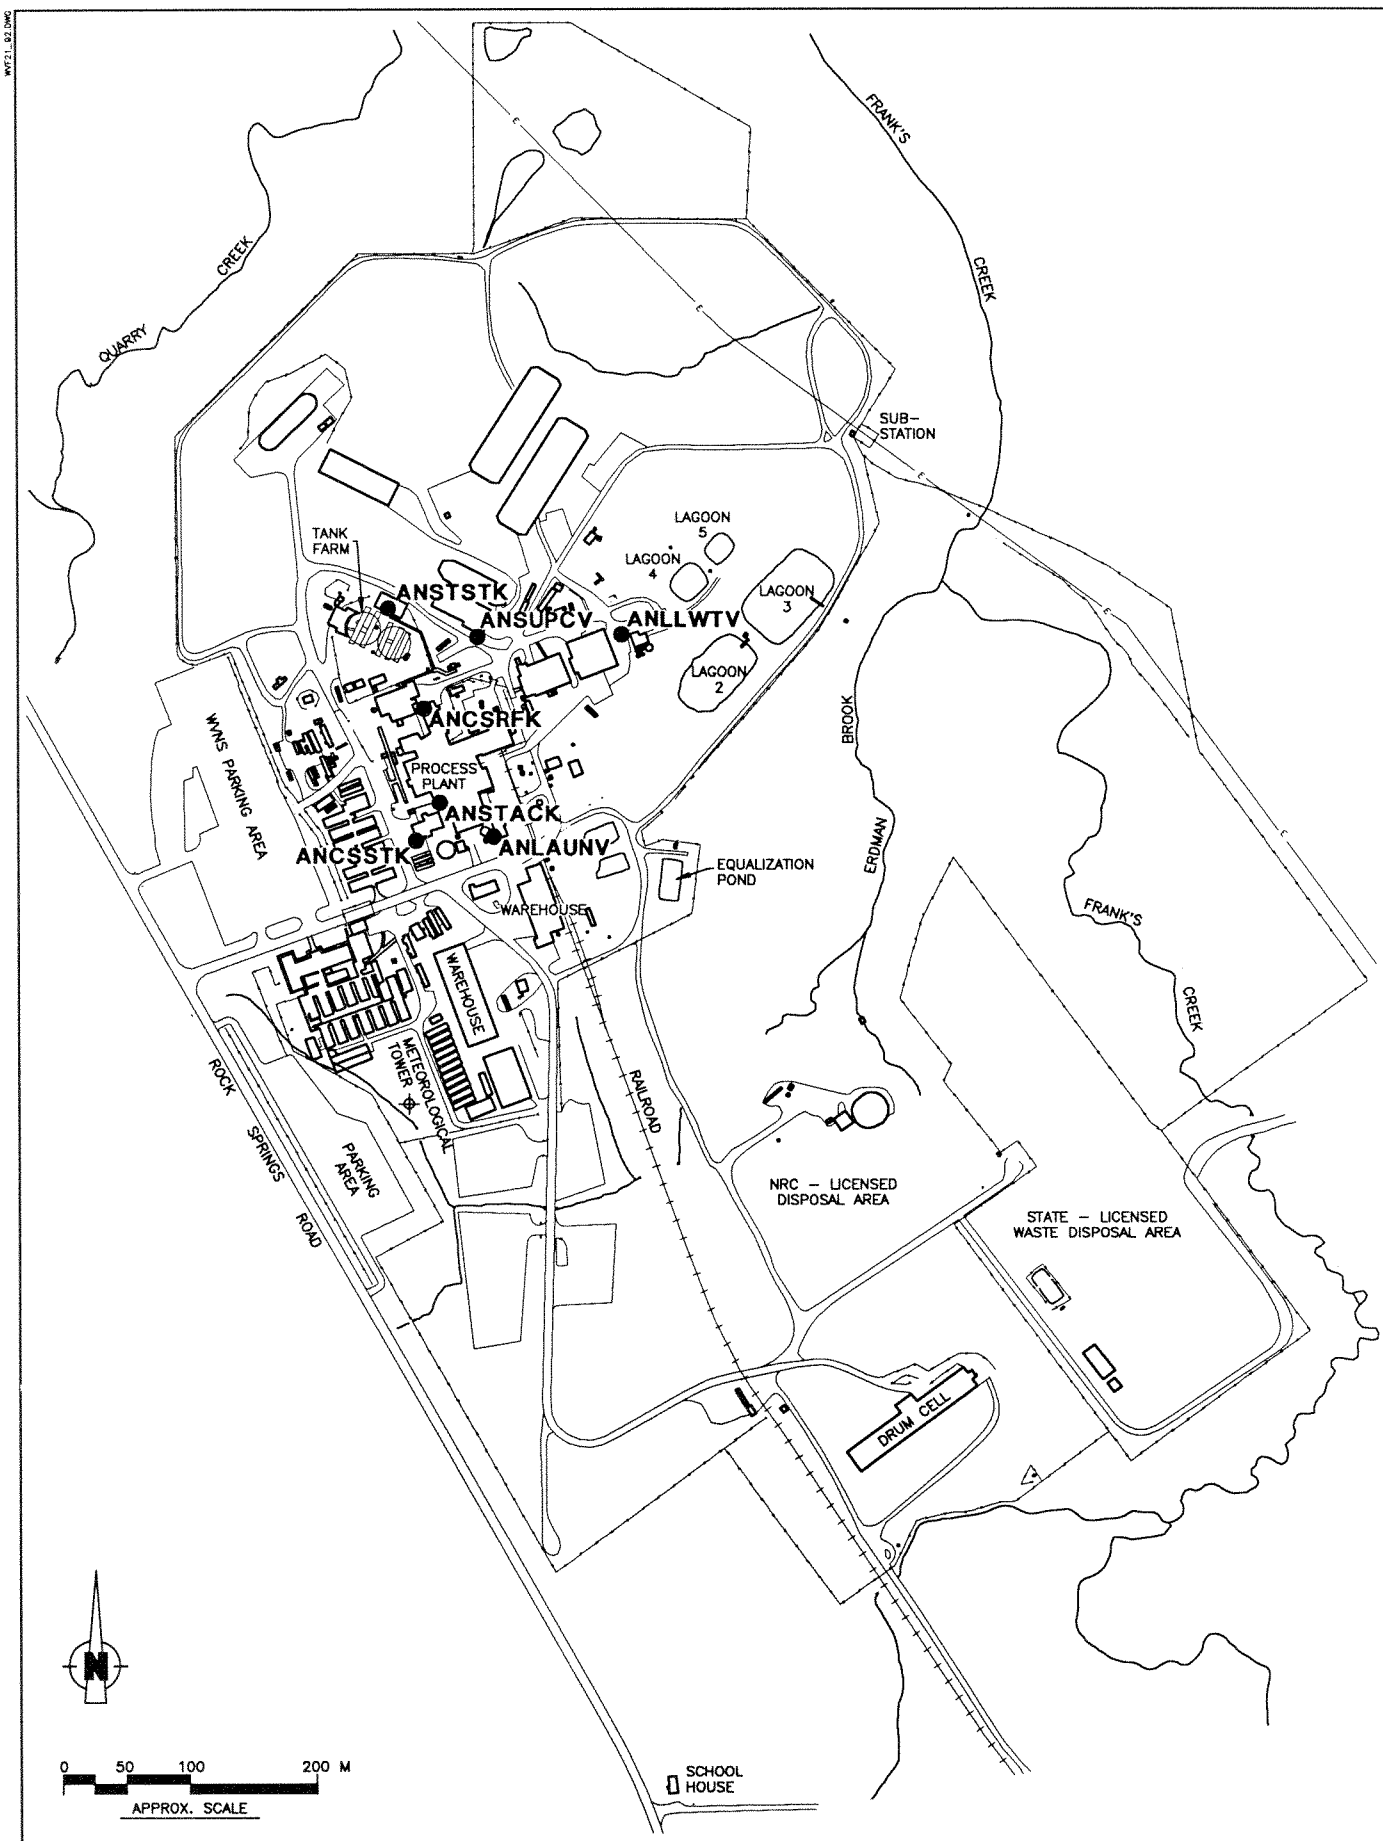 WVF21_92.DWG
FRANK'S
CREEK
CREEK
QUARRY
SUB-
STATION
E
E
E
E
E
LAGOON
5
LAGOON
4
LAGOON
3
LAGOON
2
TANK
FARM
ANSTSTK
ANSUPCV
ANLLWTV
ANCSRFK
WVNS PARKING AREA
PROCESS
PLANT
ANSTACK
ANCSSTK
ANLAUNV
BROOK
ERDMAN
EQUALIZATION
POND
WAREHOUSE
FRANK'S
CREEK
WAREHOUSE
METEOROLOGICAL
TOWER
ROCK
SPRINGS
ROAD
PARKING
AREA
RAILROAD
NRC - LICENSED
DISPOSAL AREA
STATE - LICENSED
WASTE DISPOSAL AREA
DRUM CELL
N
0 50 100 200 M
APPROX. SCALE
SCHOOL
HOUSE